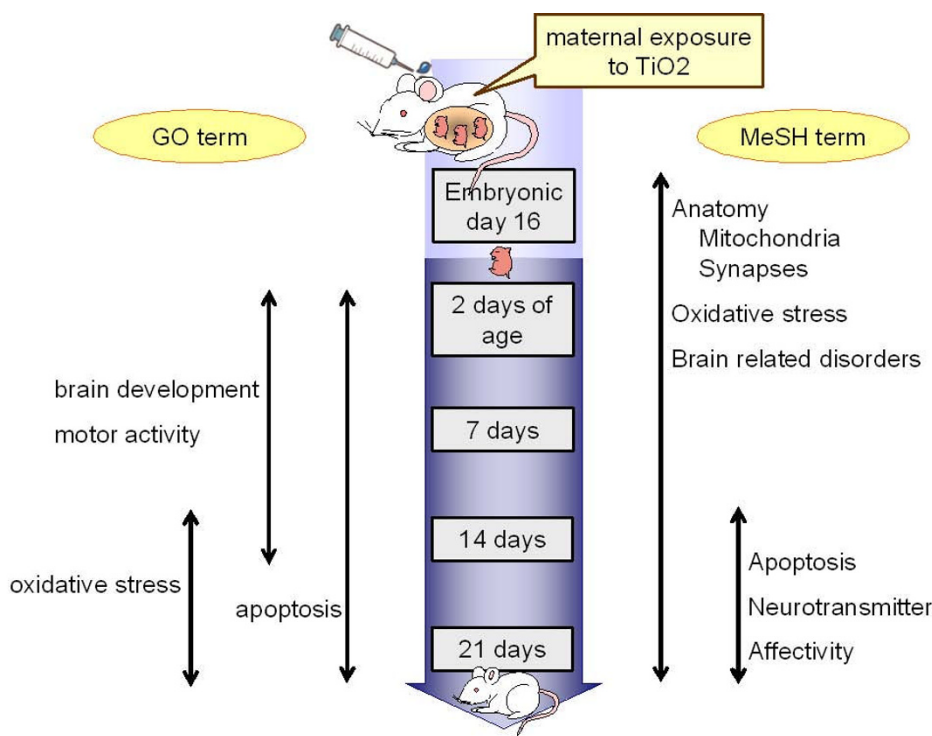 maternal exposure
to TiO2
GO term
MeSH term
Embryonic
day 16
Anatomy
Mitochondria
Synapses
2 days of
age
Oxidative stress
Brain related disorders
brain development
motor activity
7 days
14 days
oxidative stress
apoptosis
Apoptosis
Neurotransmitter
Affectivity
21 days